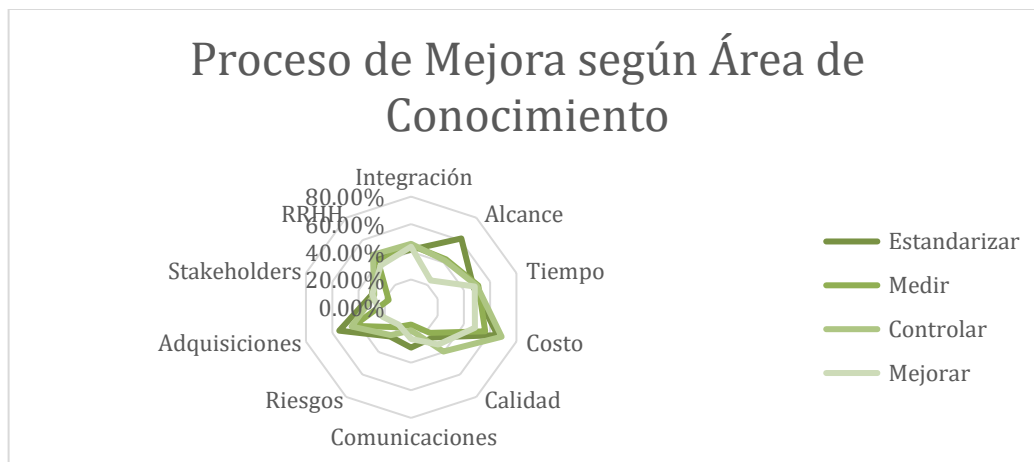 Proceso de Mejora según Área de
Conocimiento
Integración
80.00%
RRHH
Alcance
60.00%
40.00%
Stakeholders
Tiempo
20.00%
0.00%
Adquisiciones
Costo
Riesgos
Calidad
Comunicaciones
Estandarizar
Medir
Controlar
Mejorar